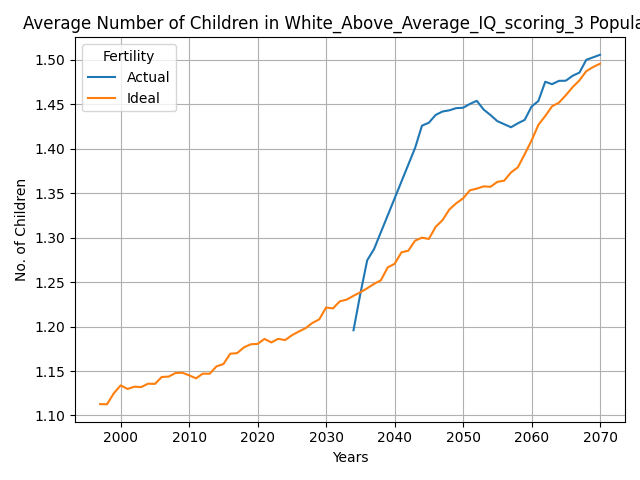 Average Number of Children in White_Above_Average_IQ_scoring_3 Popula
Fertility
Actual
Ideal
1.50
1.45
1.40
1.35
1.30
1.25
1.20
1.15
1.10
No. of Children
2000 2010 2020 2030 2040 2050 2060 2070
Years